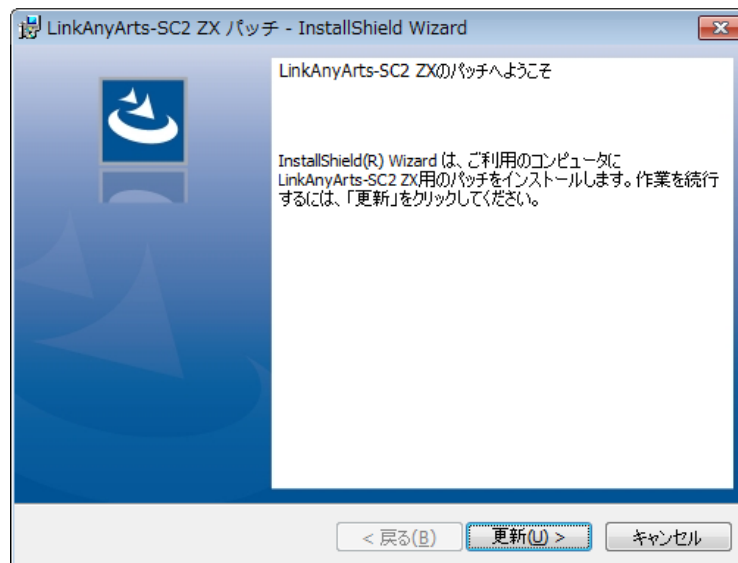 LinkAnyArts-SC2 ZX パッチ - InstallShield Wizard
LinkAnyArts-SC2 ZXのパッチへようこそ
InstallShield(R) Wizard は、ご利用のコンピュータに
LinkAnyArts-SC2 ZX用のパッチをインストールします。作業を続行
するには、「更新」をクリックしてください。
< 戻る(B)
更新(U) >
キャンセル